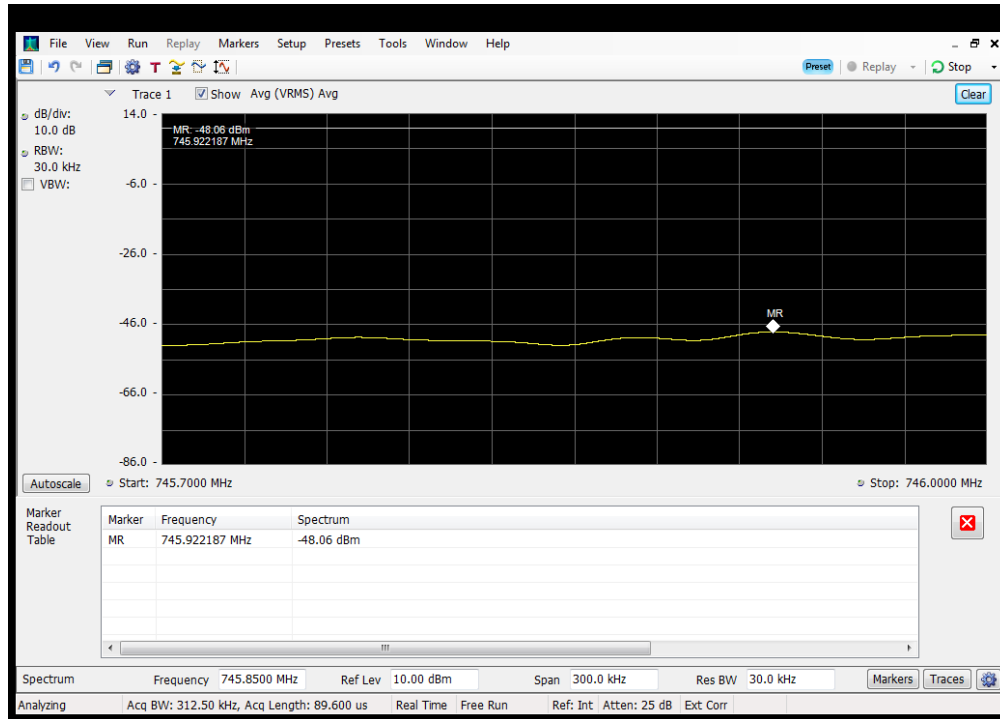 File View Run Replay Markers Setup Presets Tools Window Help
T Preset Replay Stop
Trace 1 Show Avg (VRMS) Avg Clear
dB/div:
10.0 dB
RBW:
30.0 kHz
VBW:
14.0
-6.0
-26.0
-46.0
-66.0
-86.0
MR: -48.06 dBm
745.922187 MHz
MR
Autoscale Start: 745.7000 MHz Stop: 746.0000 MHz
Marker
Readout
Table
Marker Frequency Spectrum
MR 745.922187 MHz -48.06 dBm
Spectrum Frequency 745.8500 MHz Ref Lev 10.00 dBm Span 300.0 kHz Res BW 30.0 kHz Markers Traces
Analyzing Acq BW: 312.50 kHz, Acq Length: 89.600 us Real Time Free Run Ref: Int Atten: 25 dB Ext Corr